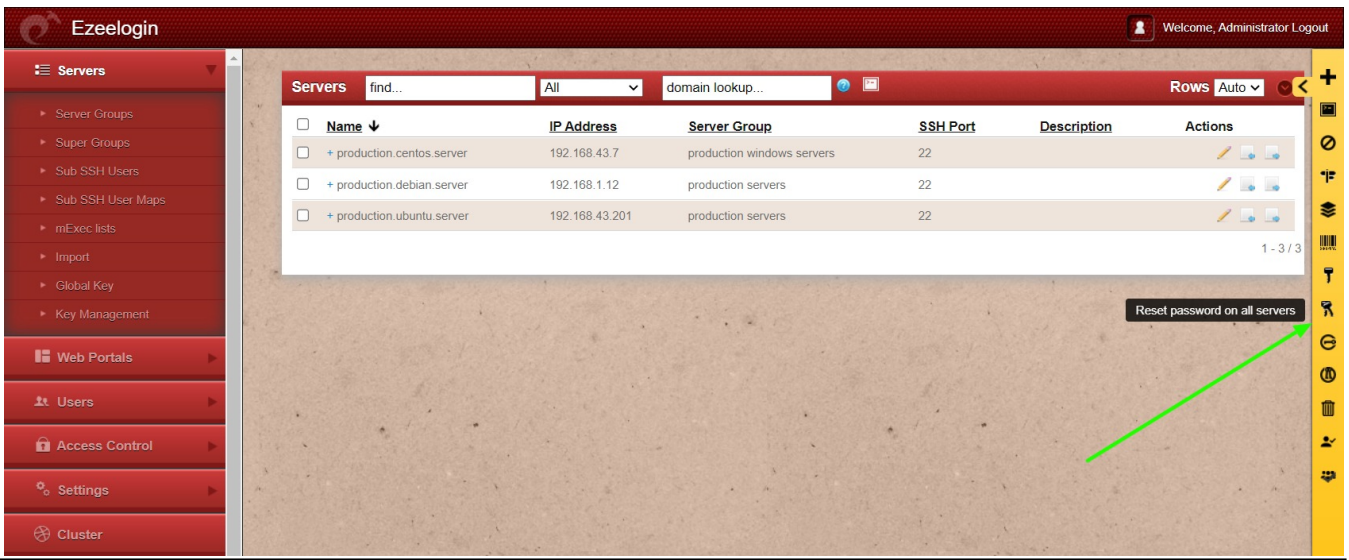 Ezeelogin
Welcome, Administrator Logout
Servers
Server Groups
Super Groups
Sub SSH Users
Sub SSH User Maps
mExec lists
Import
Global Key
Key Management
Web Portals
Users
Access Control
Settings
Cluster
Servers find... All domain lookup... Rows Auto
Name IP Address Server Group SSH Port Description Actions
+ production.centos.server 192.168.43.7 production windows servers 22
+ production.debian.server 192.168.1.12 production servers 22
+ production.ubuntu.server 192.168.43.201 production servers 22
1 - 3 / 3
Reset password on all servers